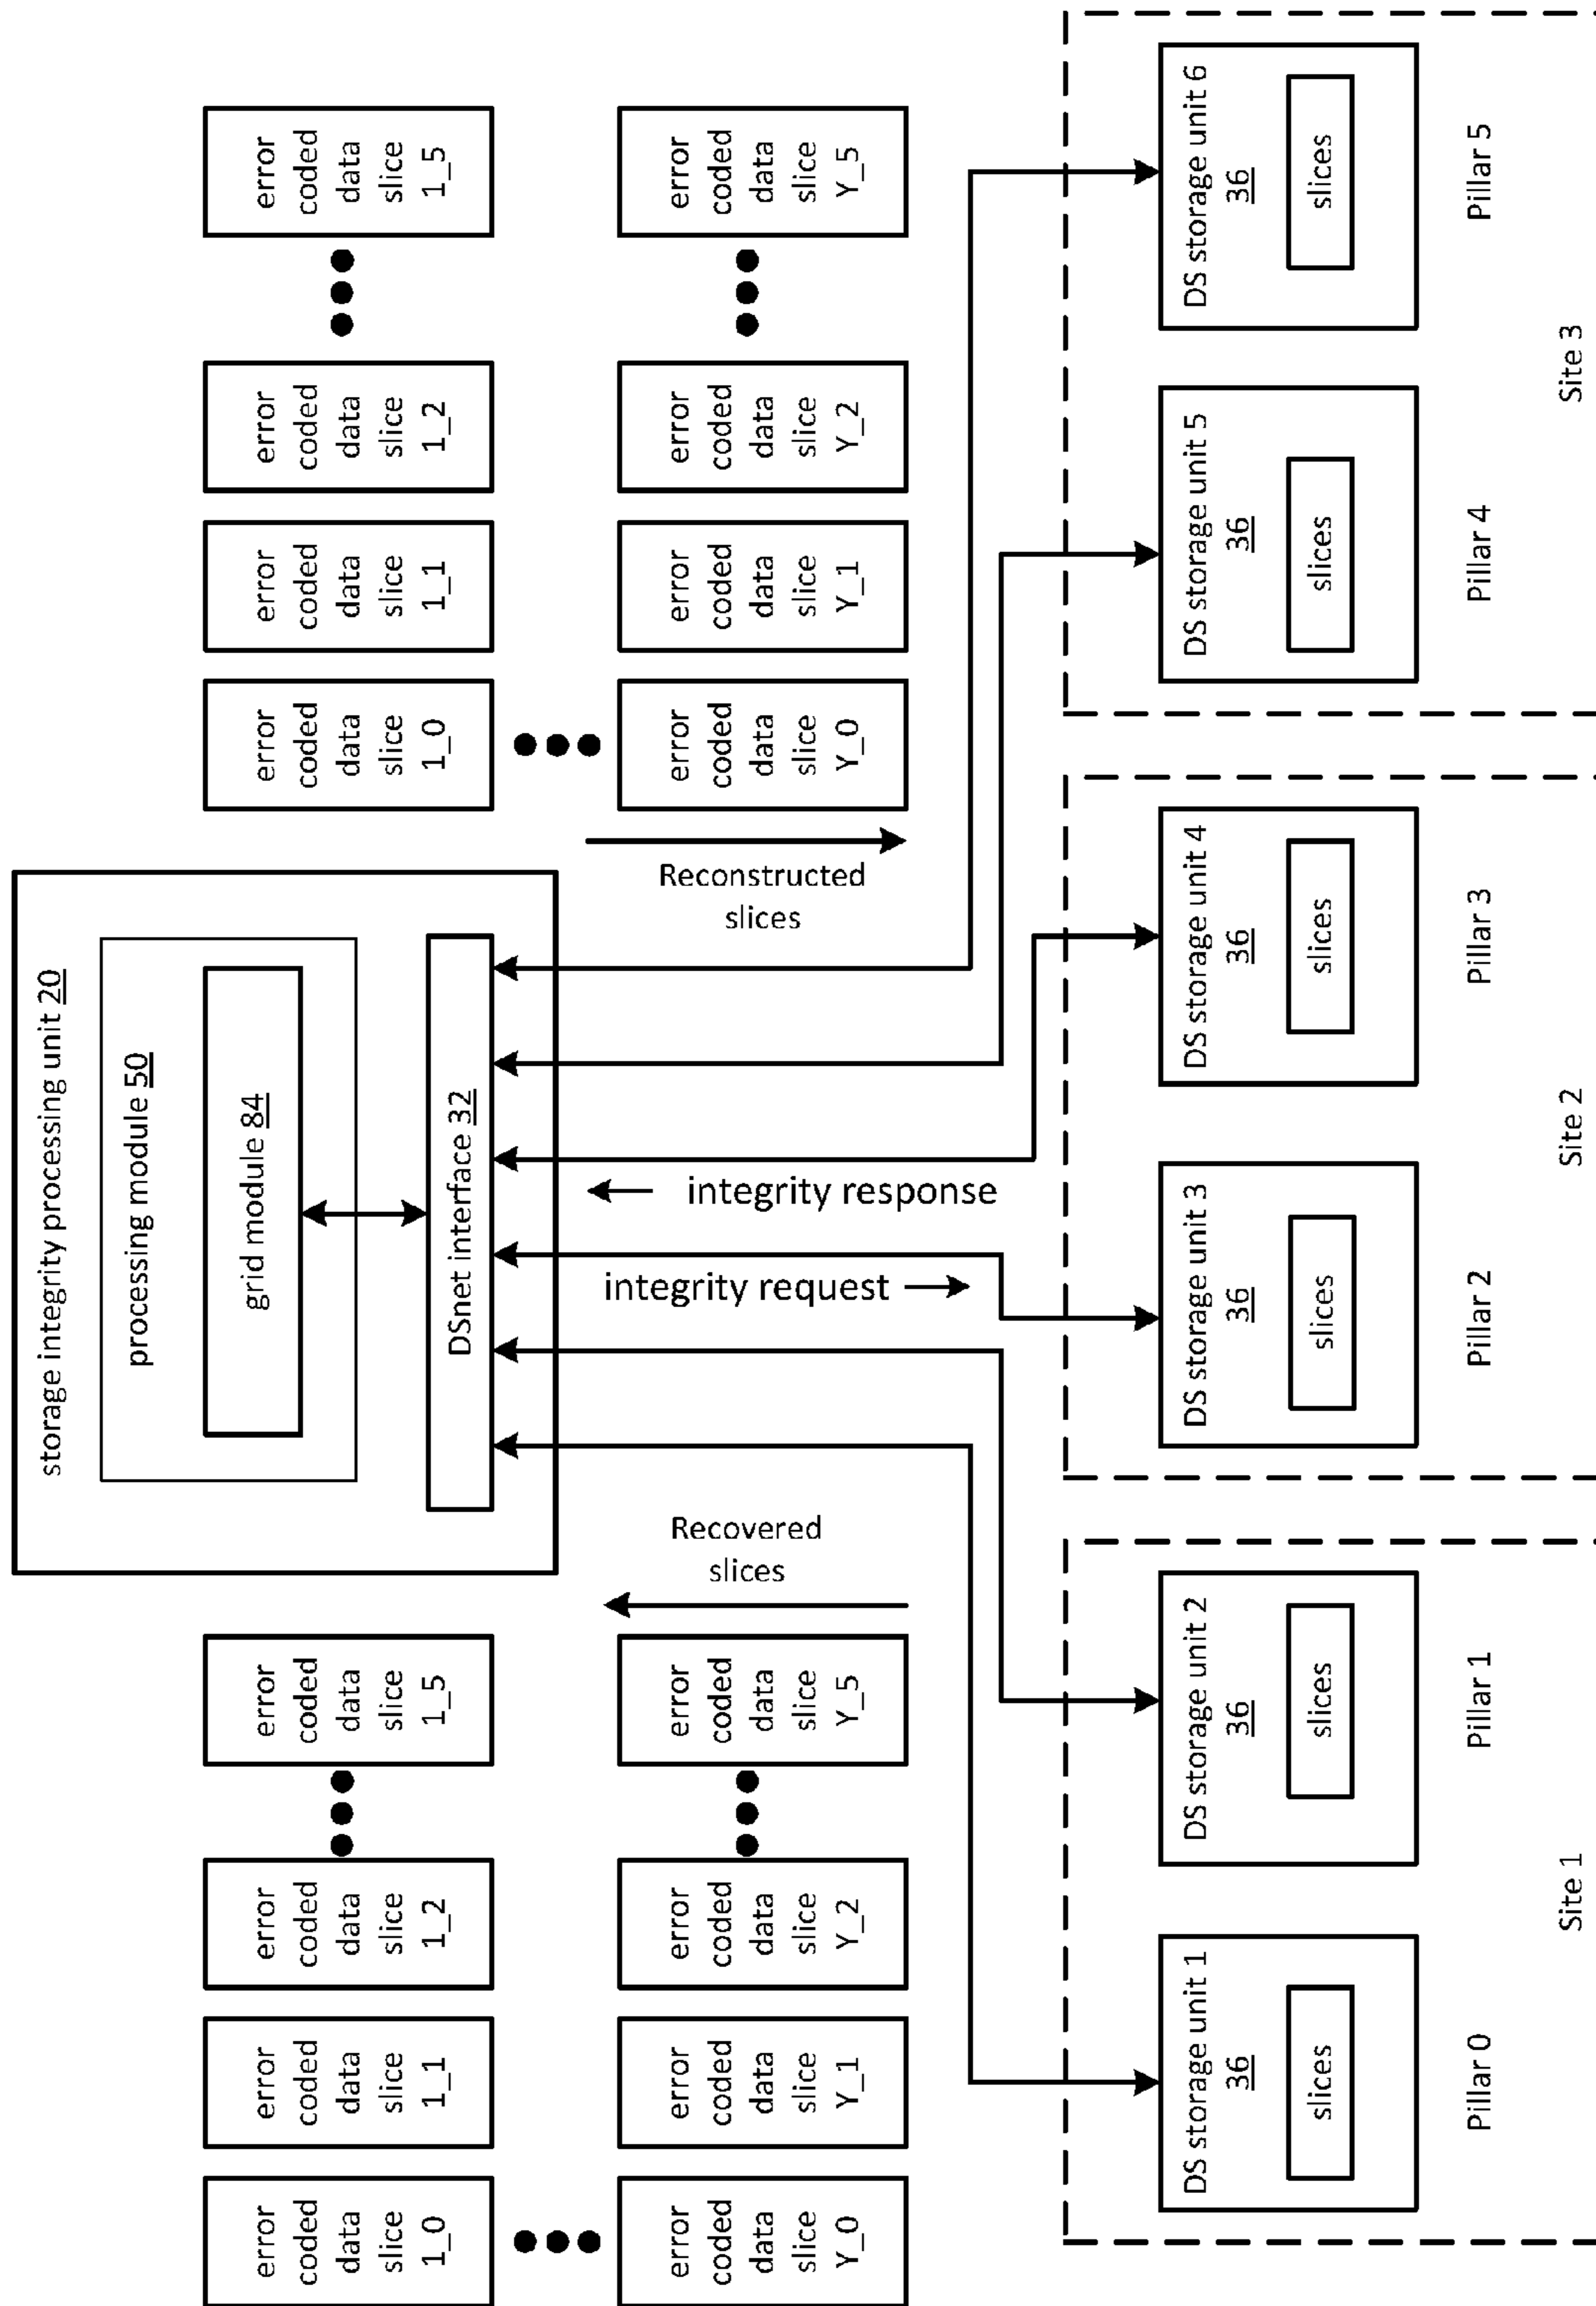 storage integrity processing unit 20
processing module 50
grid module 84
DSnet interface 32
error
coded
data
slice
1_0
error
coded
data
slice
1_1
error
coded
data
slice
1_2
error
coded
data
slice
1_5
error
coded
data
slice
Y_0
error
coded
data
slice
Y_1
error
coded
data
slice
Y_2
error
coded
data
slice
Y_5
Recovered
slices
integrity request
integrity response
Reconstructed
slices
error
coded
data
slice
1_0
error
coded
data
slice
1_1
error
coded
data
slice
1_2
error
coded
data
slice
1_5
error
coded
data
slice
Y_0
error
coded
data
slice
Y_1
error
coded
data
slice
Y_2
error
coded
data
slice
Y_5
DS storage unit 1
36
slices
Pillar 0
DS storage unit 2
36
slices
Pillar 1
Site 1
DS storage unit 3
36
slices
Pillar 2
DS storage unit 4
36
slices
Pillar 3
Site 2
DS storage unit 5
36
slices
Pillar 4
DS storage unit 6
36
slices
Pillar 5
Site 3